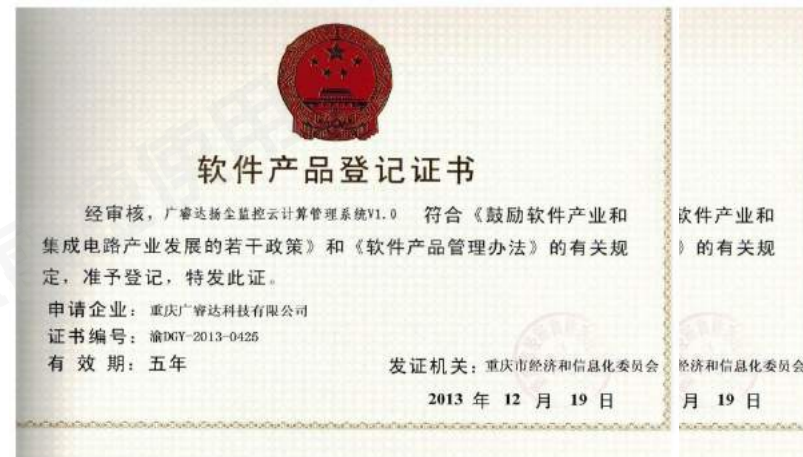 软件产品登记证书
经审核，广睿达扬尘监控云计算管理系统V1.0 符合《鼓励软件产业和
集成电路产业发展的若干政策》和《软件产品管理办法》的有关规
定，准予登记，特发此证。
申请企业：重庆广睿达科技有限公司
证书编号：渝DGY-2013-0425
有 效 期：五年
发证机关：重庆市经济和信息化委员会
2013 年 12 月 19 日
软件产业和
》的有关规
经济和信息化委员会
月 19 日